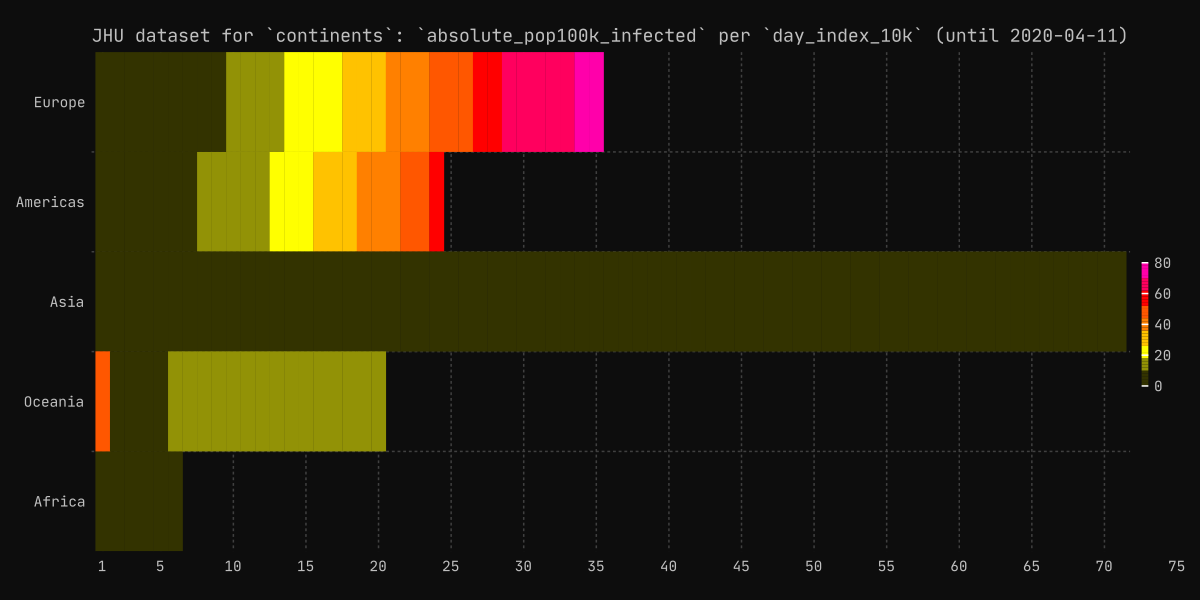 JHU dataset for `continents`: `absolute_pop100k_infected` per `day_index_10k` (until 2020-04-11)
Europe
Americas
Asia
Oceania
Africa
80
60
40
20
0
1 5 10 15 20 25 30 35 40 45 50 55 60 65 70 75